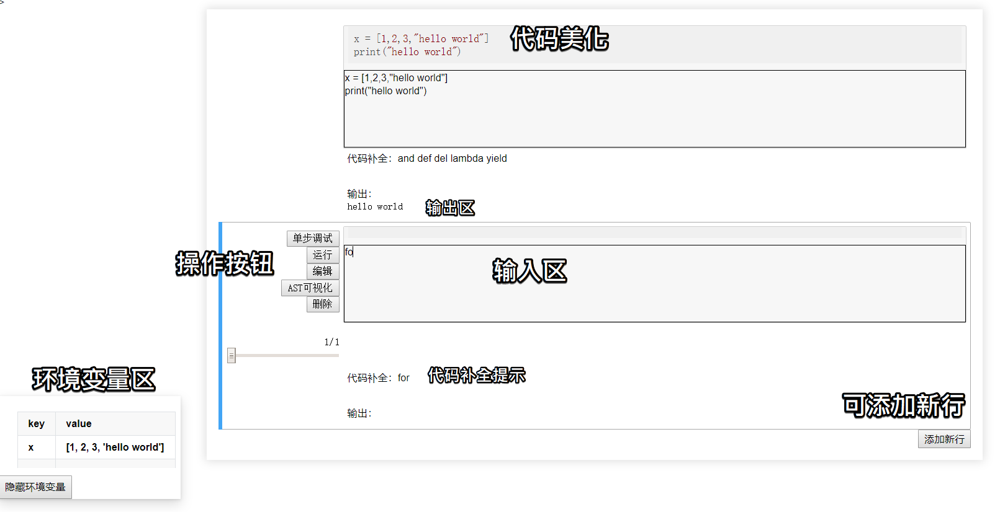 >
x = [1,2,3,"hello world"]
print("hello world")
代码美化
x = [1,2,3,"hello world"]
print("hello world")
代码补全：and def del lambda yield
输出：
hello world
输出区
操作按钮
单步调试
运行
编辑
AST可视化
删除
fo
输入区
1/1
代码补全：for
代码补全提示
输出：
可添加新行
添加新行
环境变量区
key value
x [1, 2, 3, 'hello world']
隐藏环境变量